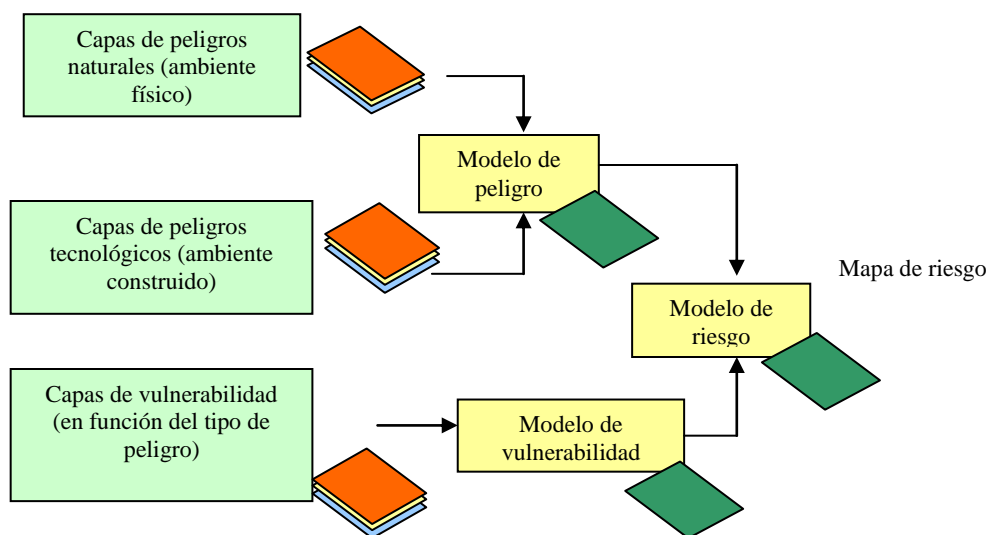 Capas de peligros
naturales (ambiente
físico)
Modelo de
peligro
Capas de peligros
tecnológicos (ambiente
construido)
Mapa de riesgo
Modelo de
riesgo
Capas de vulnerabilidad
(en función del tipo de
peligro)
Modelo de
vulnerabilidad